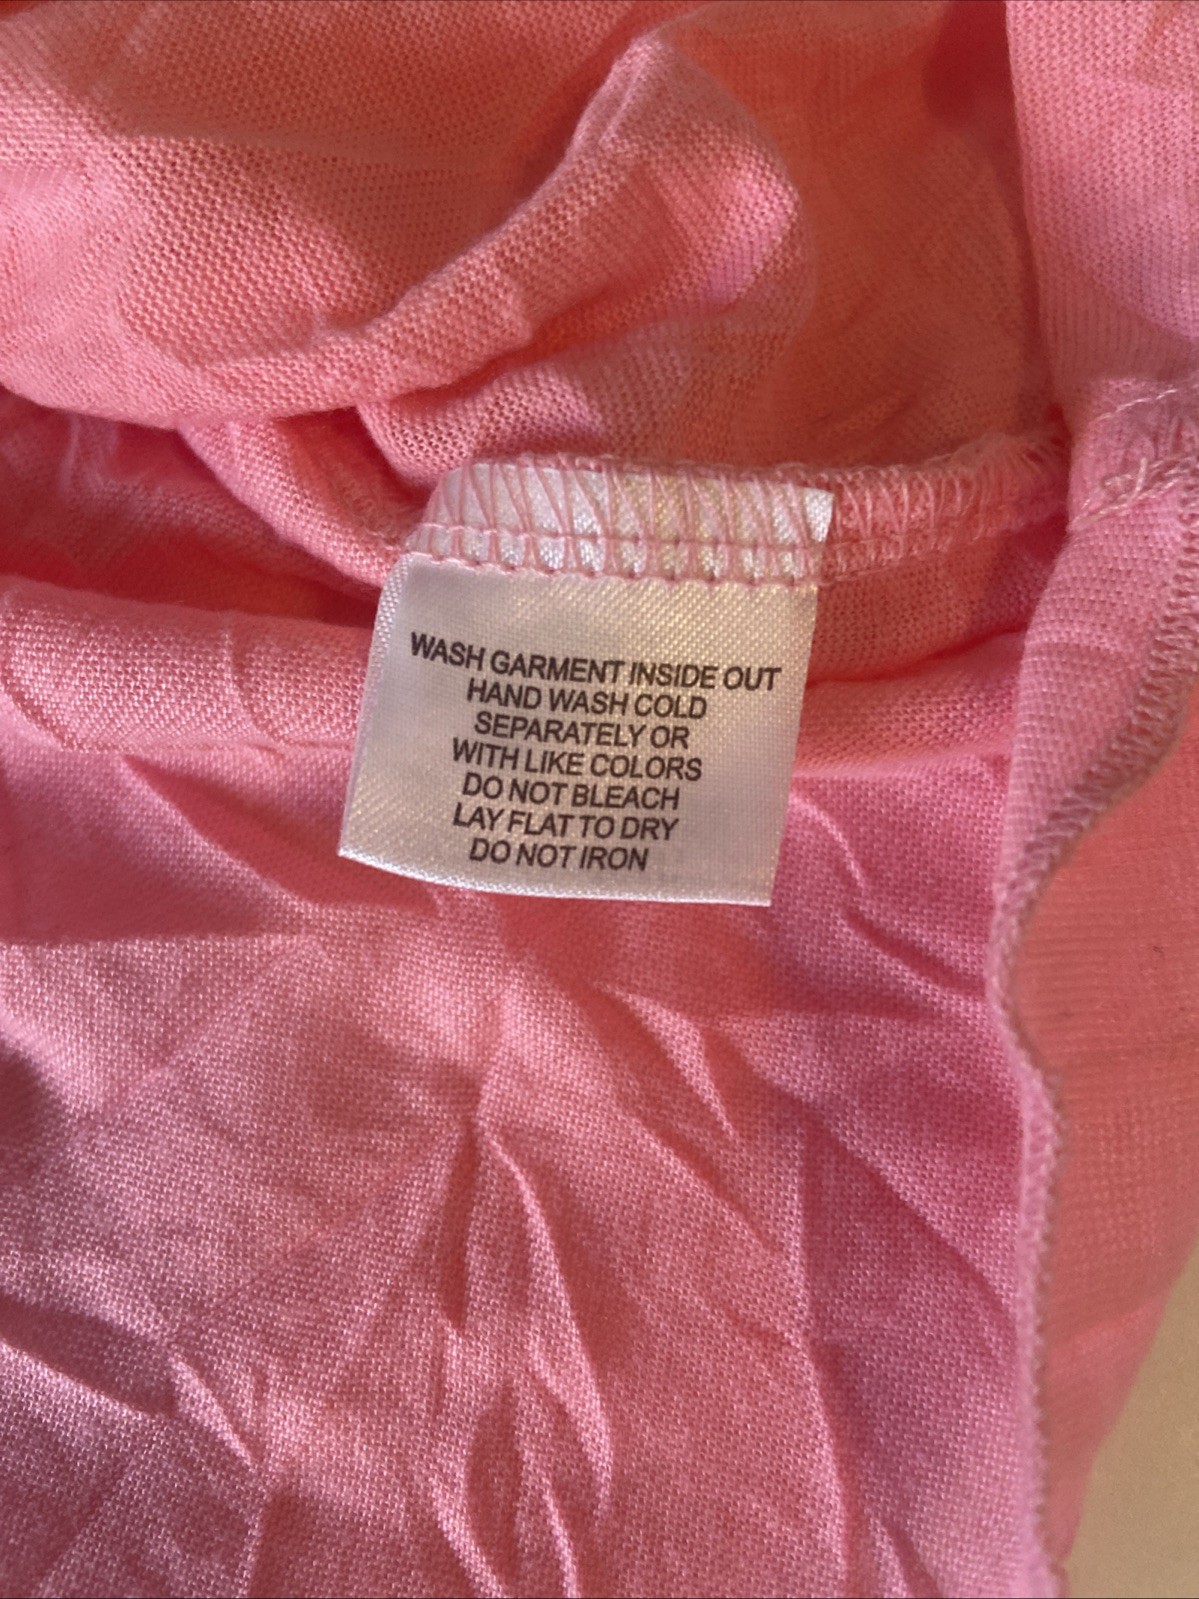 WASH GARMENT INSIDE OUT
HAND WASH COLD
SEPARATELY OR
WITH LIKE COLORS
DO NOT BLEACH
LAY FLAT TO DRY
DO NOT IRON